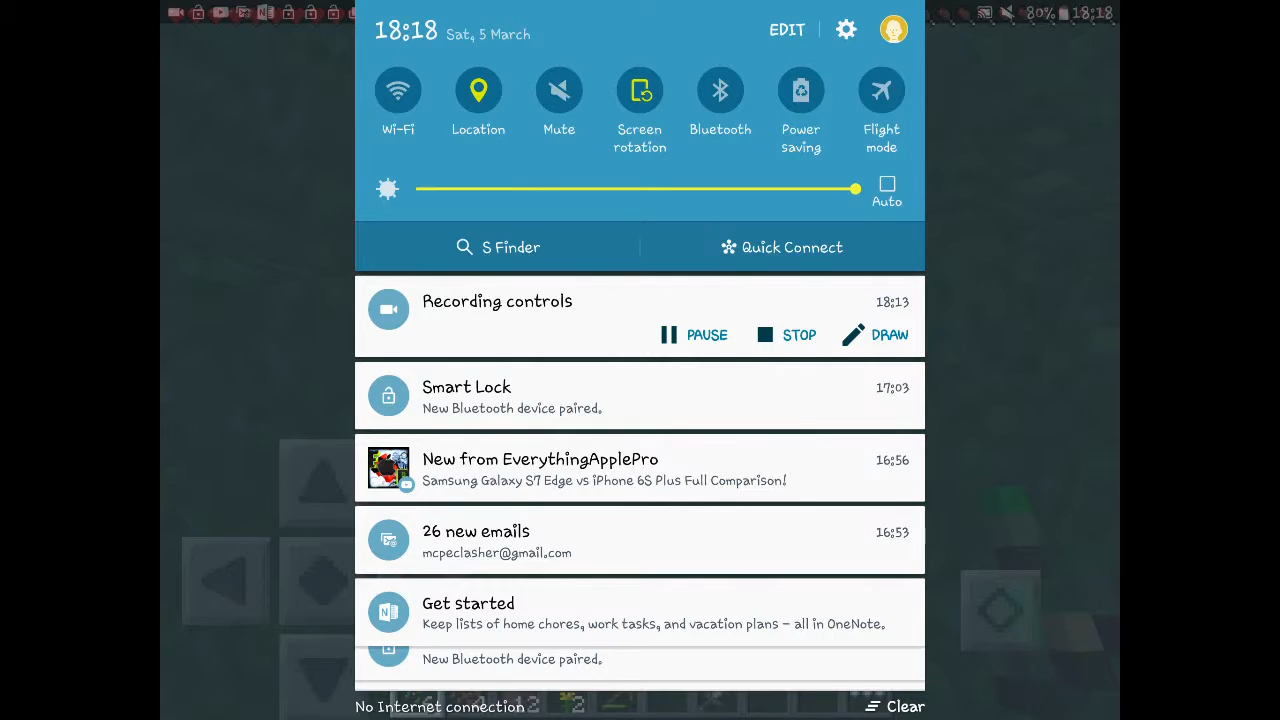 18:18 Sat, 5 March
EDIT
80% 18:18
Wi-Fi
Location
Mute
Screen
rotation
Bluetooth
Power
saving
Flight
mode
Auto
S Finder
Quick Connect
Recording controls
18:13
PAUSE
STOP
DRAW
Smart Lock
17:03
New Bluetooth device paired.
New from EverythingApplePro
16:56
Samsung Galaxy S7 Edge vs iPhone 6S Plus Full Comparison!
26 new emails
16:53
mcpeclasher@gmail.com
Get started
Keep lists of home chores, work tasks, and vacation plans – all in OneNote.
New Bluetooth device paired.
No Internet connection
Clear